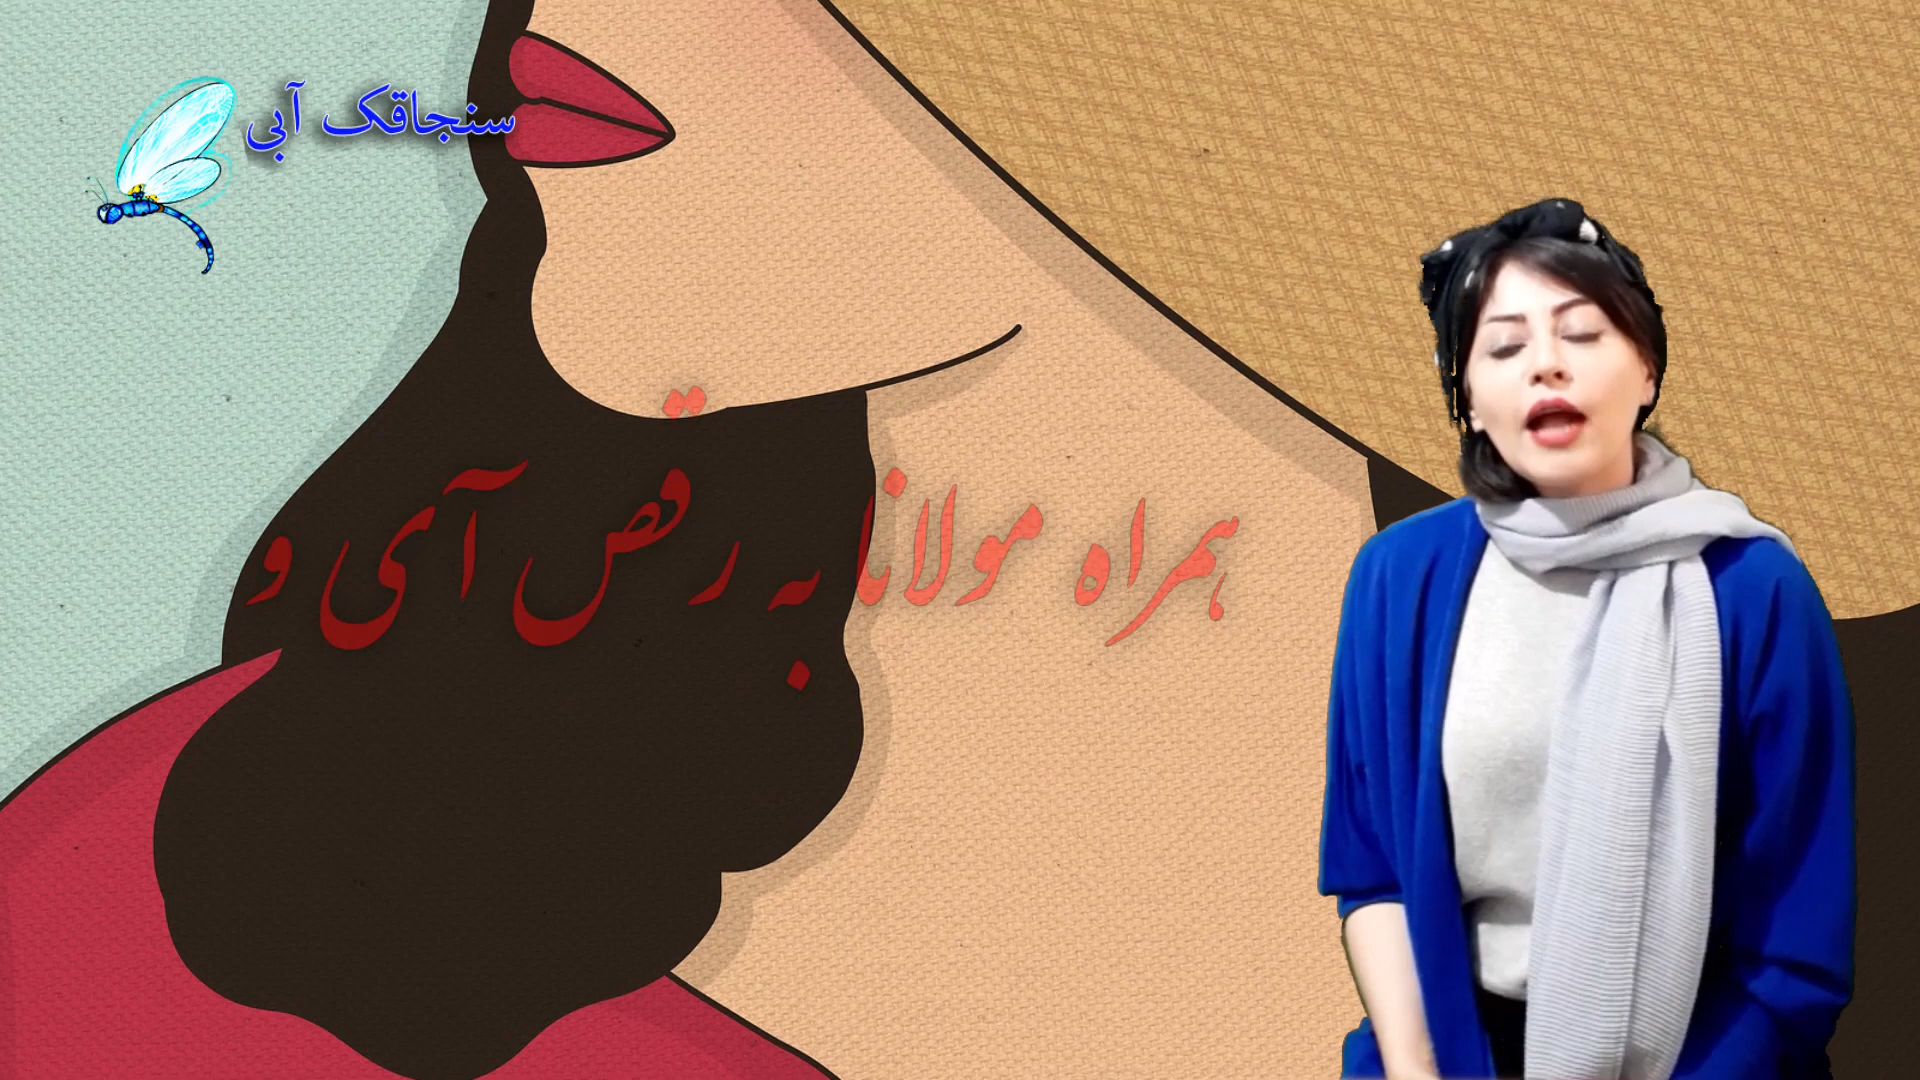 سنجاقک آبی
همراه مولانا به رقص آی و